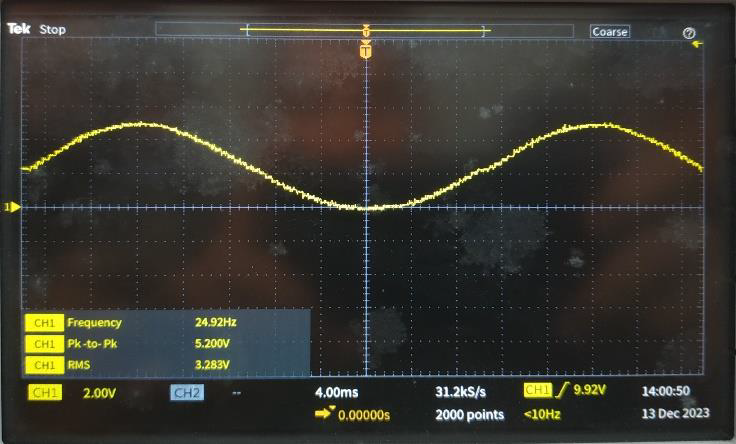 Tek Stop Coarse ?
T
T
1
CH1 Frequency 24.92Hz
CH1 Pk-to-Pk 5.200V
CH1 RMS 3.283V
CH1 2.00V CH2 -- 4.00ms 31.2kS/s CH1 9.92V 14:00:50
0.00000s 2000 points <10Hz 13 Dec 2023